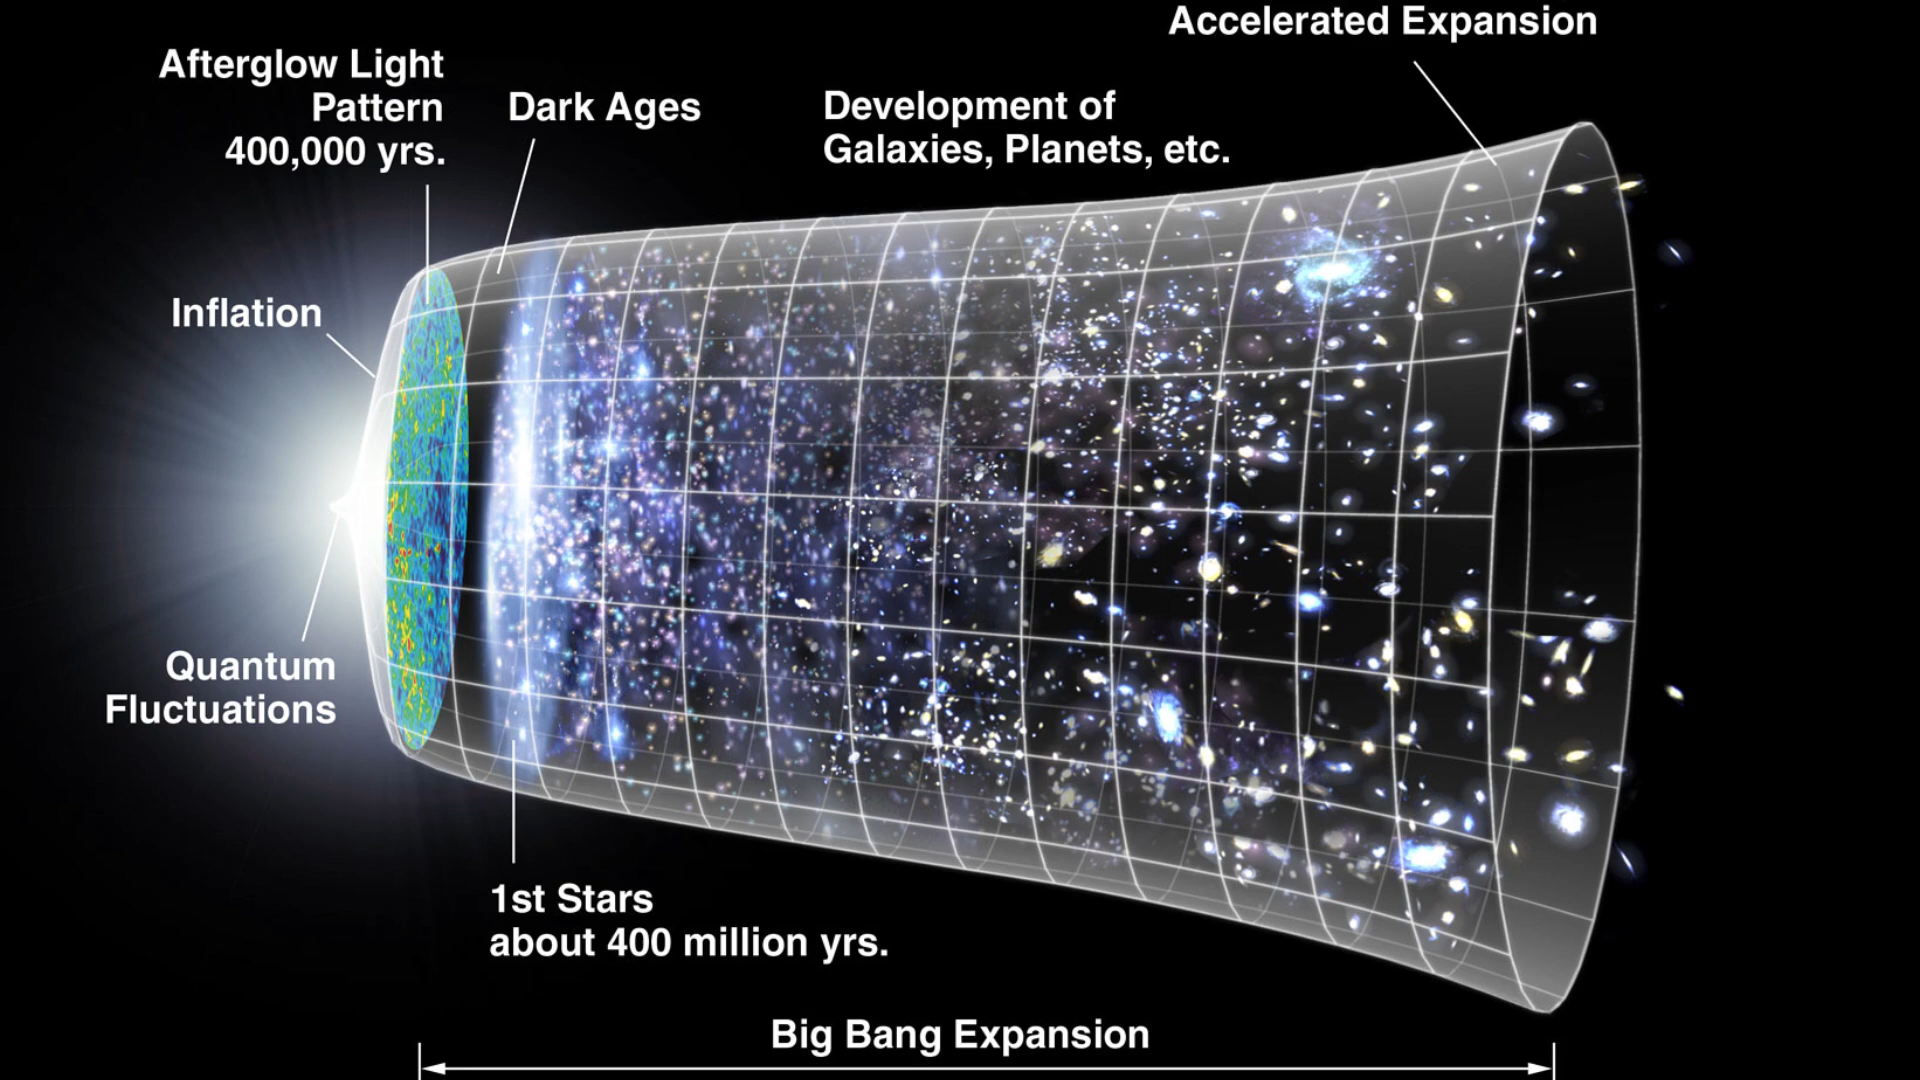 Accelerated Expansion
Afterglow Light
Pattern
400,000 yrs.
Dark Ages
Development of
Galaxies, Planets, etc.
Inflation
Quantum
Fluctuations
1st Stars
about 400 million yrs.
Big Bang Expansion